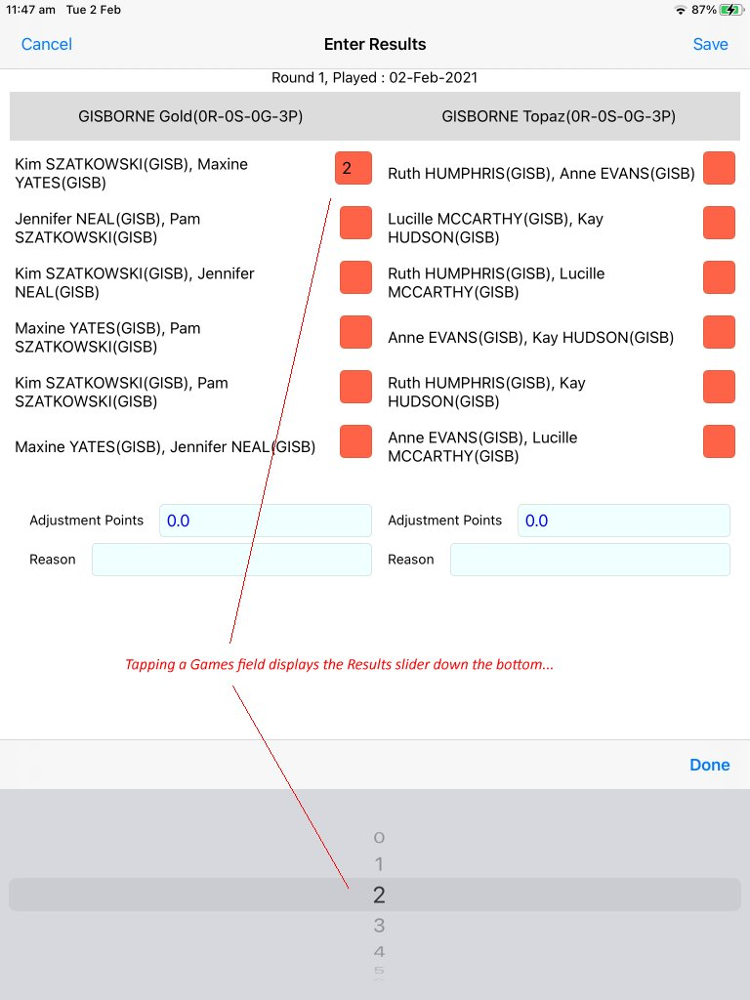 11:47 am Tue 2 Feb 87%
Cancel Enter Results Save
Round 1, Played : 02-Feb-2021
GISBORNE Gold(0R-0S-0G-3P) GISBORNE Topaz(0R-0S-0G-3P)
Kim SZATKOWSKI(GISB), Maxine
YATES(GISB)
2
Ruth HUMPHRIS(GISB), Anne EVANS(GISB)
Jennifer NEAL(GISB), Pam
SZATKOWSKI(GISB)
Lucille MCCARTHY(GISB), Kay
HUDSON(GISB)
Kim SZATKOWSKI(GISB), Jennifer
NEAL(GISB)
Ruth HUMPHRIS(GISB), Lucille
MCCARTHY(GISB)
Maxine YATES(GISB), Pam
SZATKOWSKI(GISB)
Anne EVANS(GISB), Kay HUDSON(GISB)
Kim SZATKOWSKI(GISB), Pam
SZATKOWSKI(GISB)
Ruth HUMPHRIS(GISB), Kay
HUDSON(GISB)
Maxine YATES(GISB), Jennifer NEAL(GISB)
Anne EVANS(GISB), Lucille
MCCARTHY(GISB)
Adjustment Points 0.0 Adjustment Points 0.0
Reason Reason
Tapping a Games field displays the Results slider down the bottom...
Done
0
1
2
3
4
5